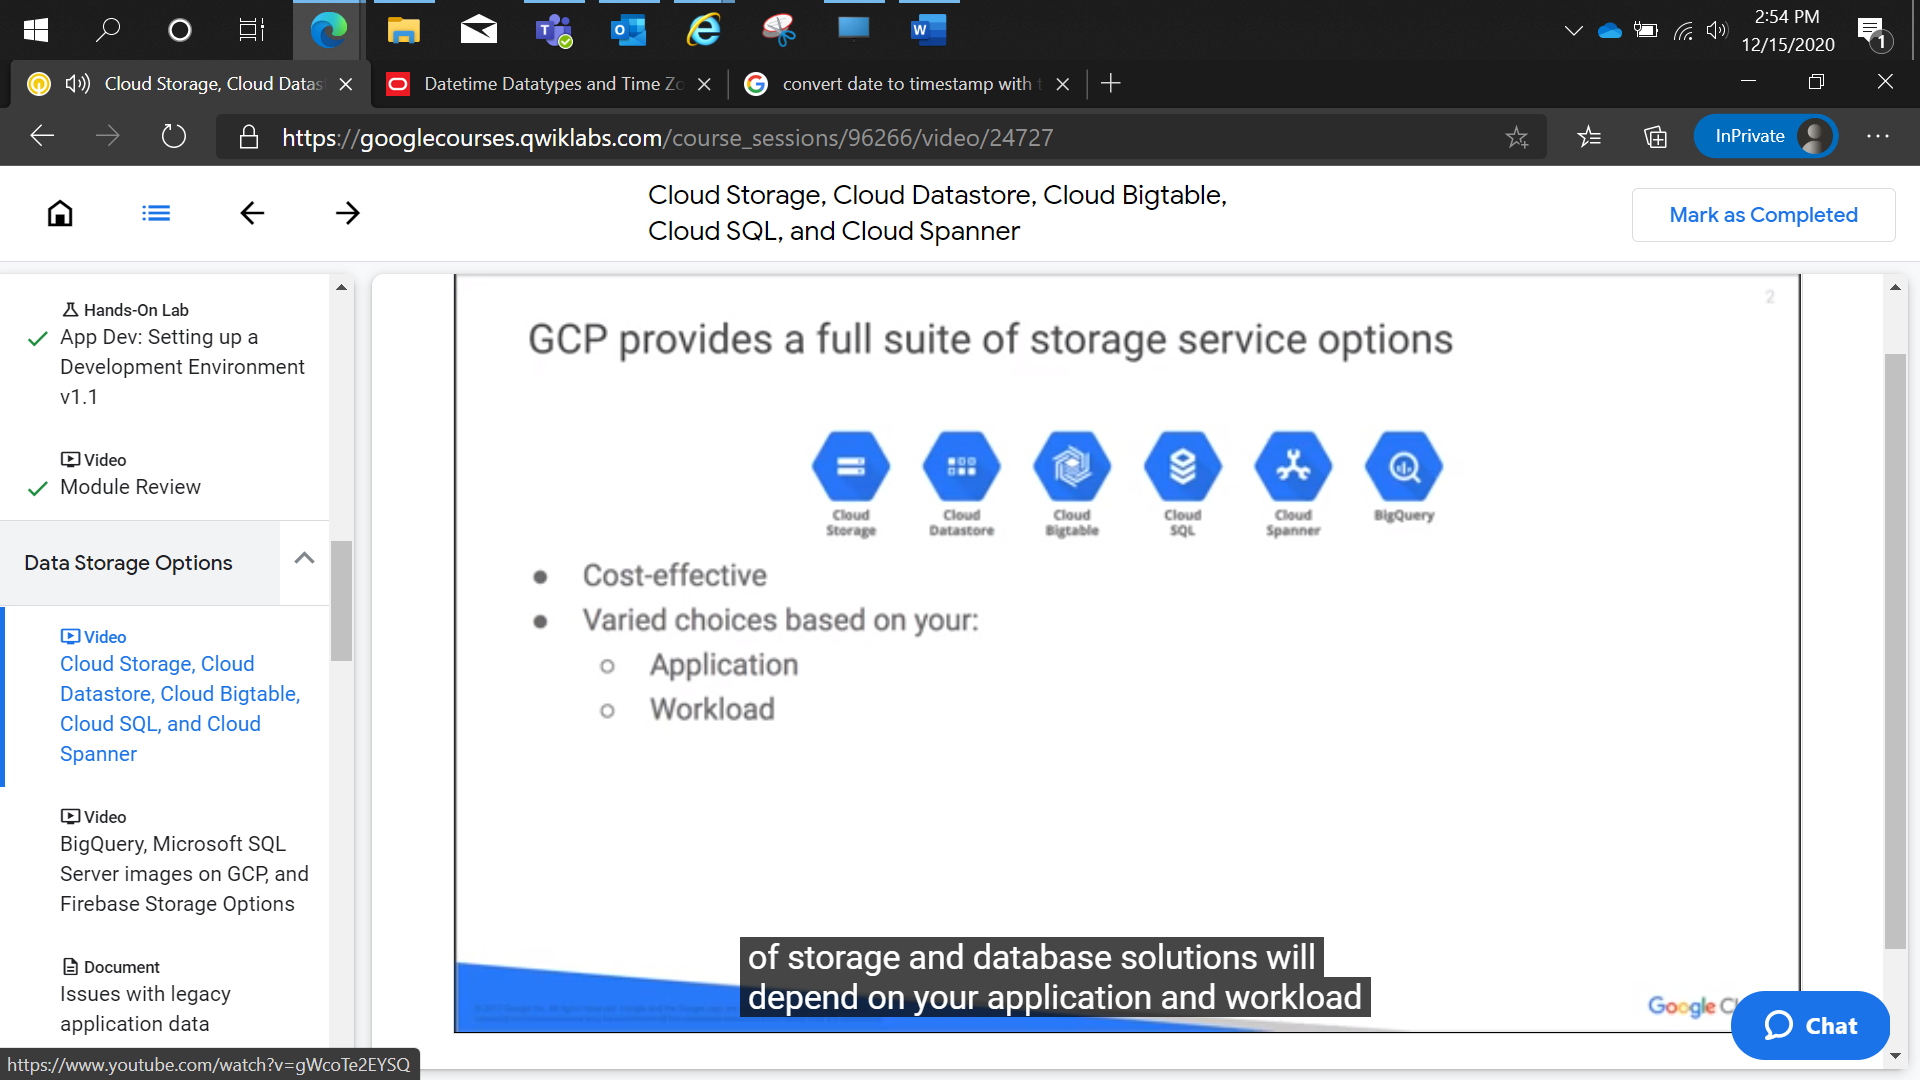 2:54 PM
12/15/2020
1
Cloud Storage, Cloud Datas
Datetime Datatypes and Time Zo
convert date to timestamp with t
https://googlecourses.qwiklabs.com/course_sessions/96266/video/24727
InPrivate
Cloud Storage, Cloud Datastore, Cloud Bigtable,
Cloud SQL, and Cloud Spanner
Mark as Completed
Hands-On Lab
App Dev: Setting up a
Development Environment
v1.1
Video
Module Review
Data Storage Options
Video
Cloud Storage, Cloud
Datastore, Cloud Bigtable,
Cloud SQL, and Cloud
Spanner
Video
BigQuery, Microsoft SQL
Server images on GCP, and
Firebase Storage Options
Document
Issues with legacy
application data
https://www.youtube.com/watch?v=gWcoTe2EYSQ
2
GCP provides a full suite of storage service options
Cloud Storage
Cloud Datastore
Cloud Bigtable
Cloud SQL
Cloud Spanner
BigQuery
● Cost-effective
● Varied choices based on your:
○ Application
○ Workload
of storage and database solutions will
depend on your application and workload
Google Cl
Chat